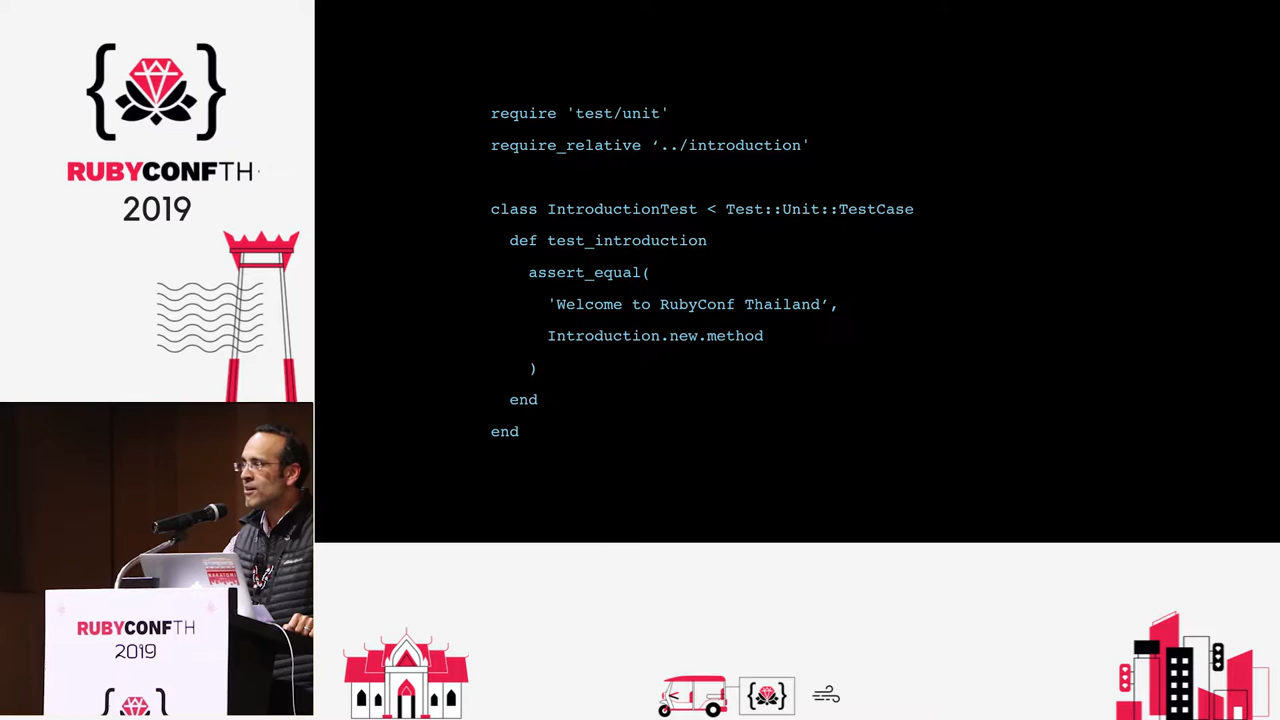 RUBYCONFTH
2019
require 'test/unit'
require_relative ‘../introduction'
class IntroductionTest < Test::Unit::TestCase
def test_introduction
assert_equal(
'Welcome to RubyConf Thailand’,
Introduction.new.method
)
end
end
NAKATOMI
RUBYCONFTH
2019